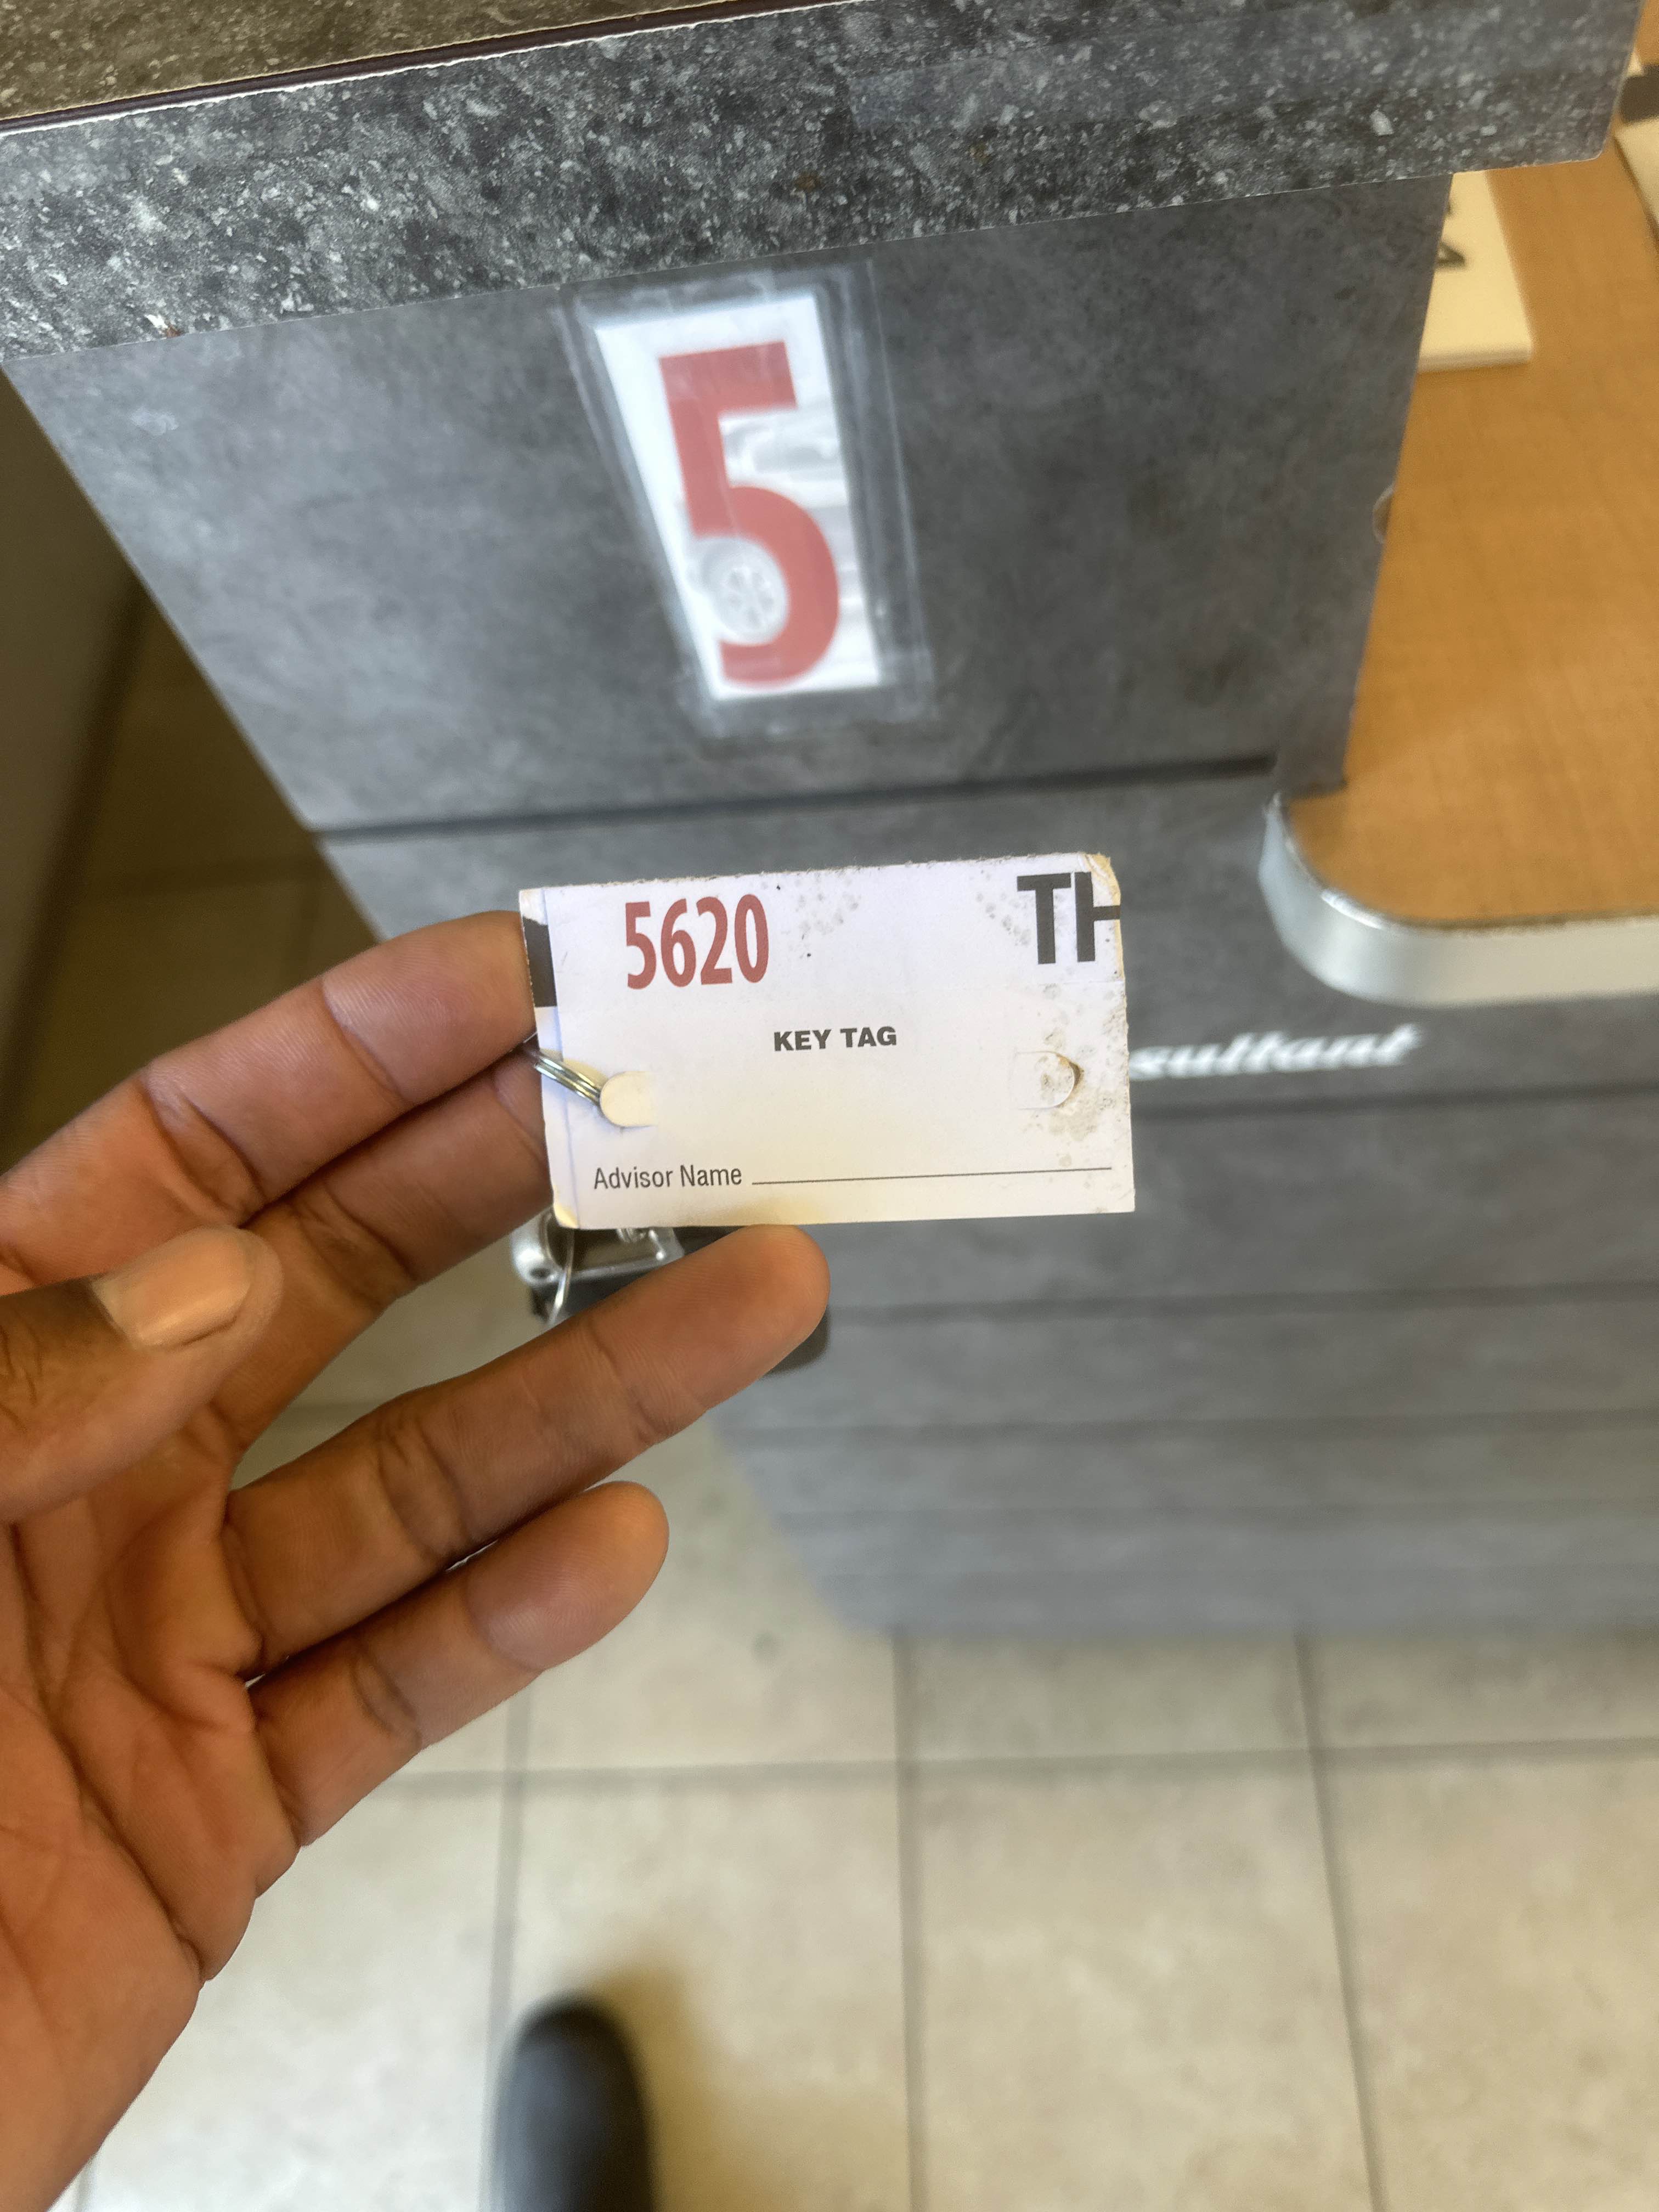 5
5620 TH
KEY TAG
Advisor Name